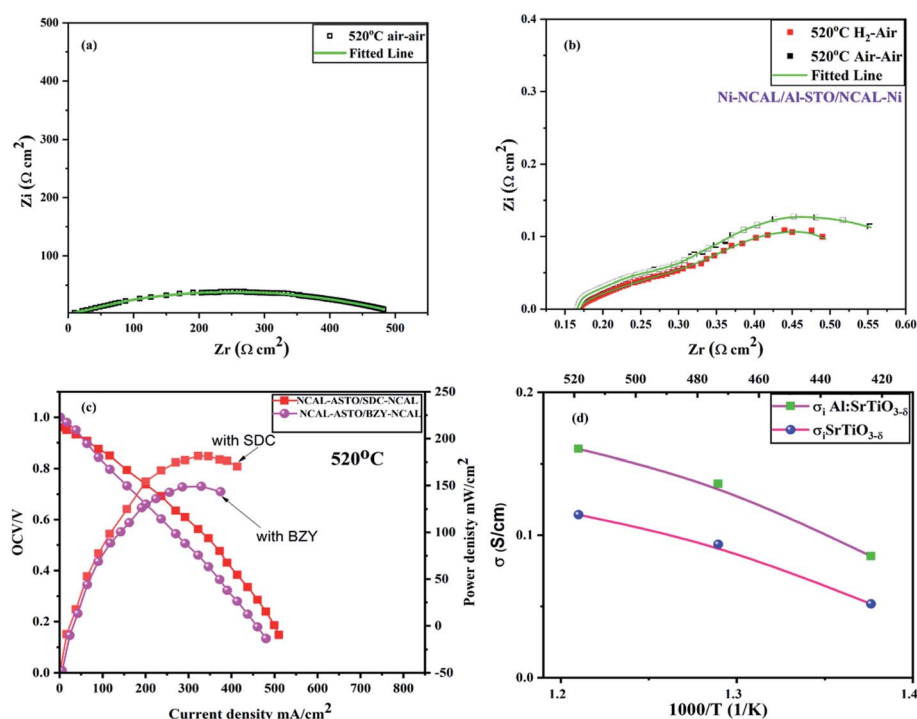 (a)
520°C air-air
Fitted Line
500
400
300
200
100
0
0
100
200
300
400
500
Zi (Ω cm²)
Zr (Ω cm²)
(b)
520°C H₂-Air
520°C Air-Air
Fitted Line
Ni-NCAL/Al-STO/NCAL-Ni
0.4
0.3
0.2
0.1
0.0
0.15
0.20
0.25
0.30
0.35
0.40
0.45
0.50
0.55
0.60
Zi (Ω cm²)
Zr (Ω cm²)
(c)
NCAL-ASTO/SDC-NCAL
NCAL-ASTO/BZY-NCAL
520°C
with SDC
with BZY
1.0
0.8
0.6
0.4
0.2
0.0
0
100
200
300
400
500
600
700
800
250
200
150
100
50
0
-50
OCV/V
Power denisty mW/cm²
Current density mA/cm²
520
500
480
460
440
420
(d)
σᵢ Al:SrTiO₃₋δ
σᵢSrTiO₃₋δ
0.2
0.1
0.0
1.2
1.3
1.4
σ (S/cm)
1000/T (1/K)